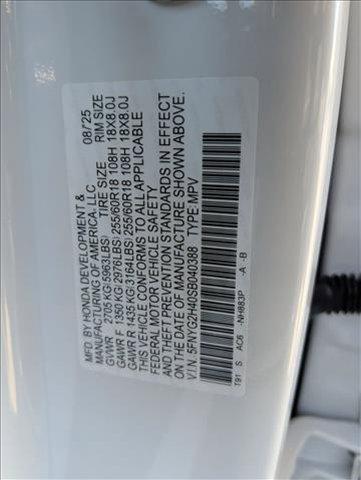 MFD. BY HONDA DEVELOPMENT & 08/'25
MANUFACTURING OF AMERICA, LLC
TIRE SIZE RIM SIZE
GVWR 2705 KG(5963LBS)
GAWR F 1350 KG(2976LBS) 255/60R18 108H 18X8.0J
GAWR R 1435 KG(3164LBS) 255/60R18 108H 18X8.0J
THIS VEHICLE CONFORMS TO ALL APPLICABLE
FEDERAL MOTOR VEHICLE SAFETY
AND THEFT PREVENTION STANDARDS IN EFFECT
ON THE DATE OF MANUFACTURE SHOWN ABOVE.
V.I.N. 5FNYG2H40SB040388 TYPE: MPV
T91 S AC6 -NH883P -A -B